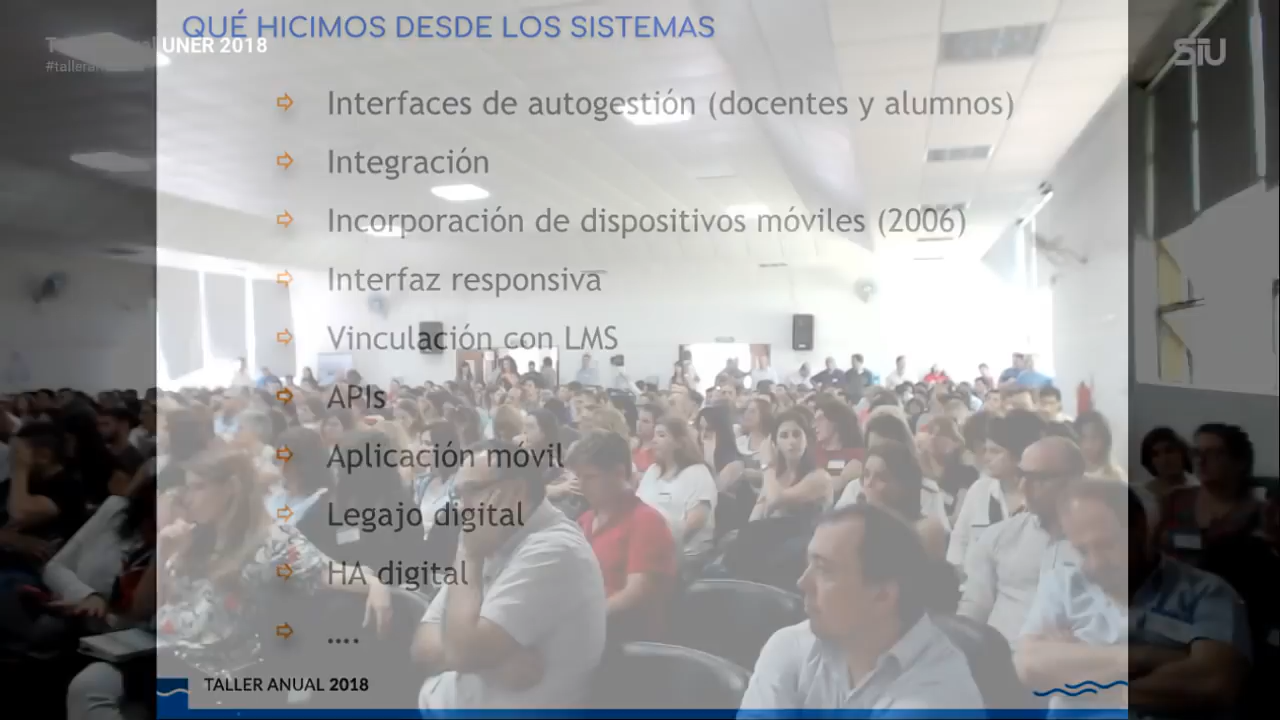 QUÉ HICIMOS DESDE LOS SISTEMAS
UNER 2018
SIU
Interfaces de autogestión (docentes y alumnos)
Integración
Incorporación de dispositivos móviles (2006)
Interfaz responsiva
Vinculación con LMS
APIs
Aplicación móvil
Legajo digital
HA digital
....
TALLER ANUAL 2018